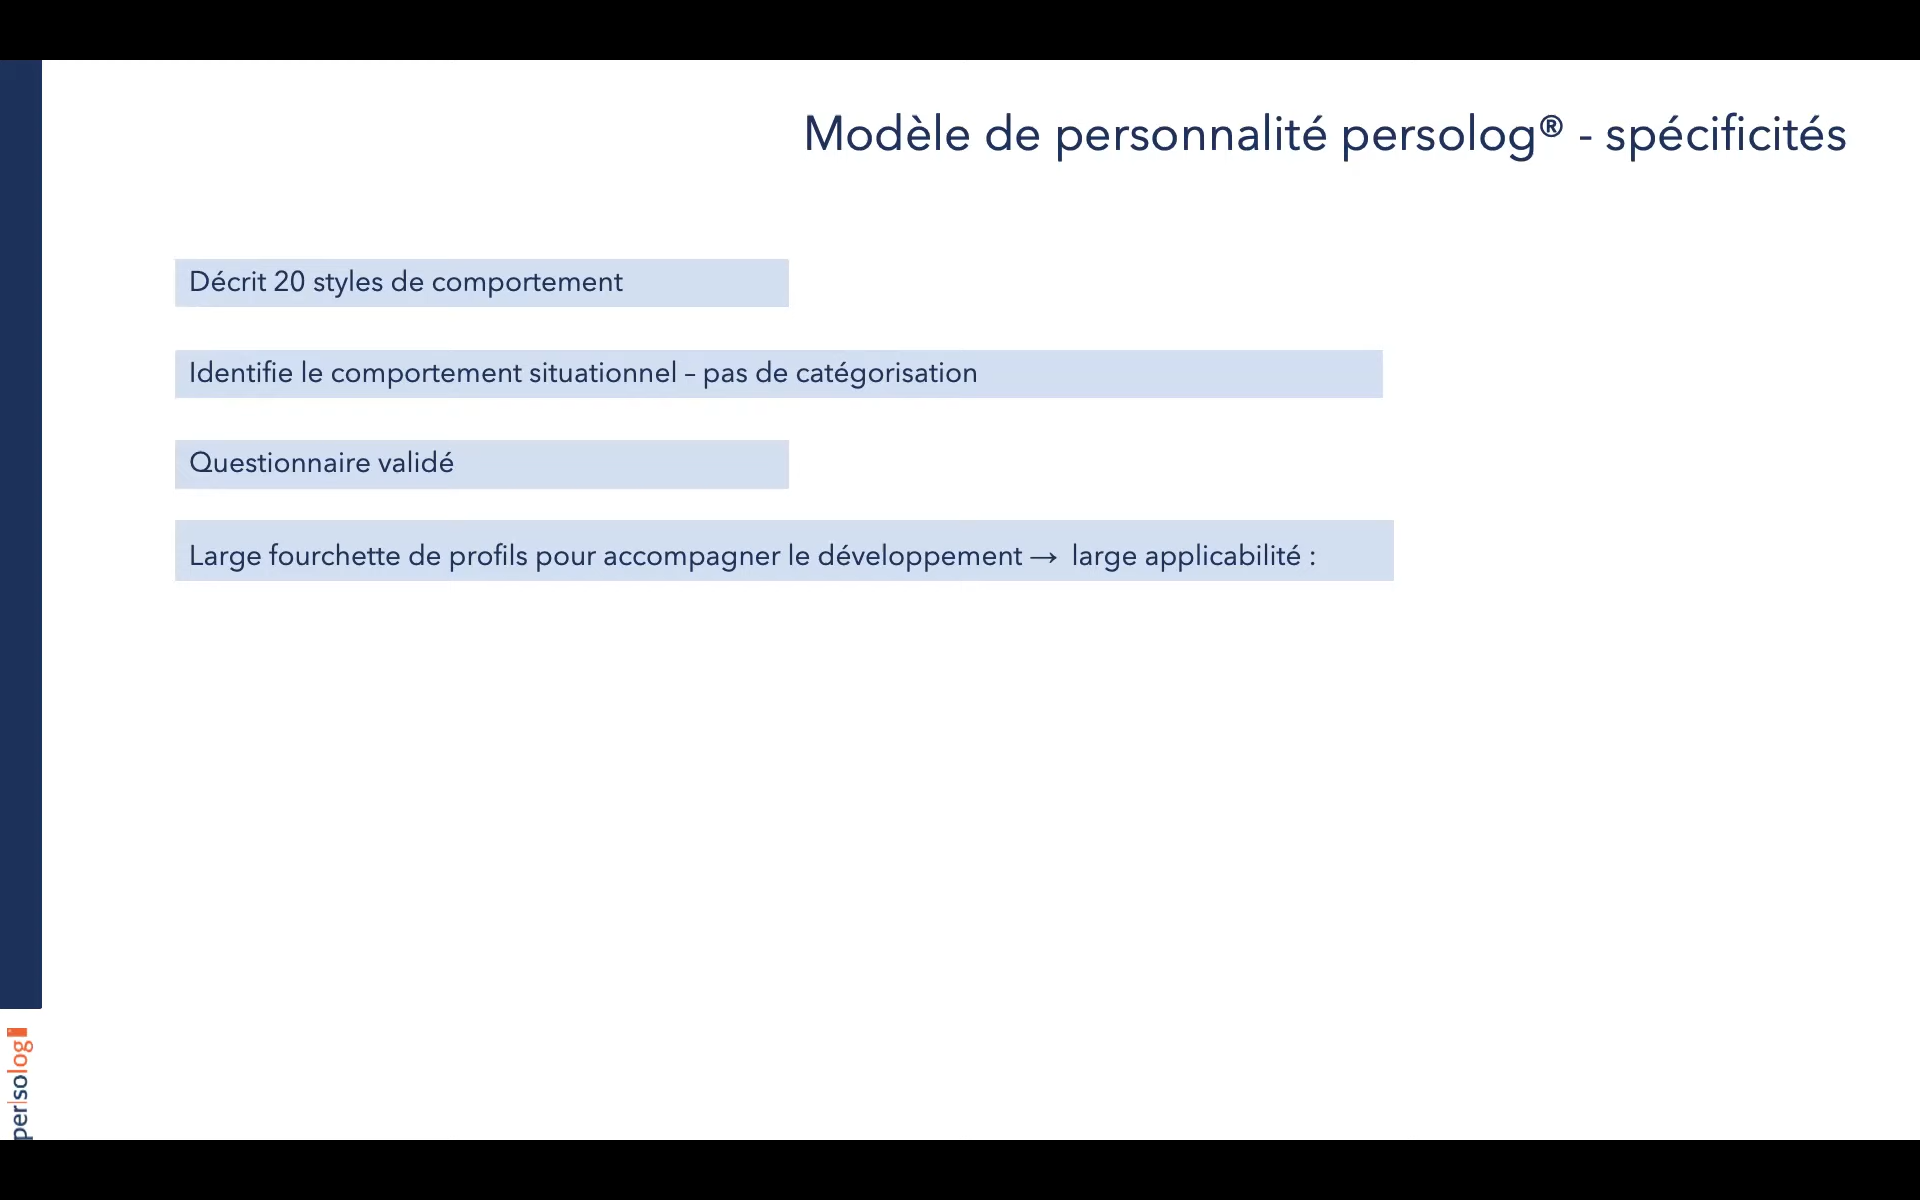 Modèle de personnalité persolog® - spécificités
Décrit 20 styles de comportement
Identifie le comportement situationnel – pas de catégorisation
Questionnaire validé
Large fourchette de profils pour accompagner le développement → large applicabilité :
persolog